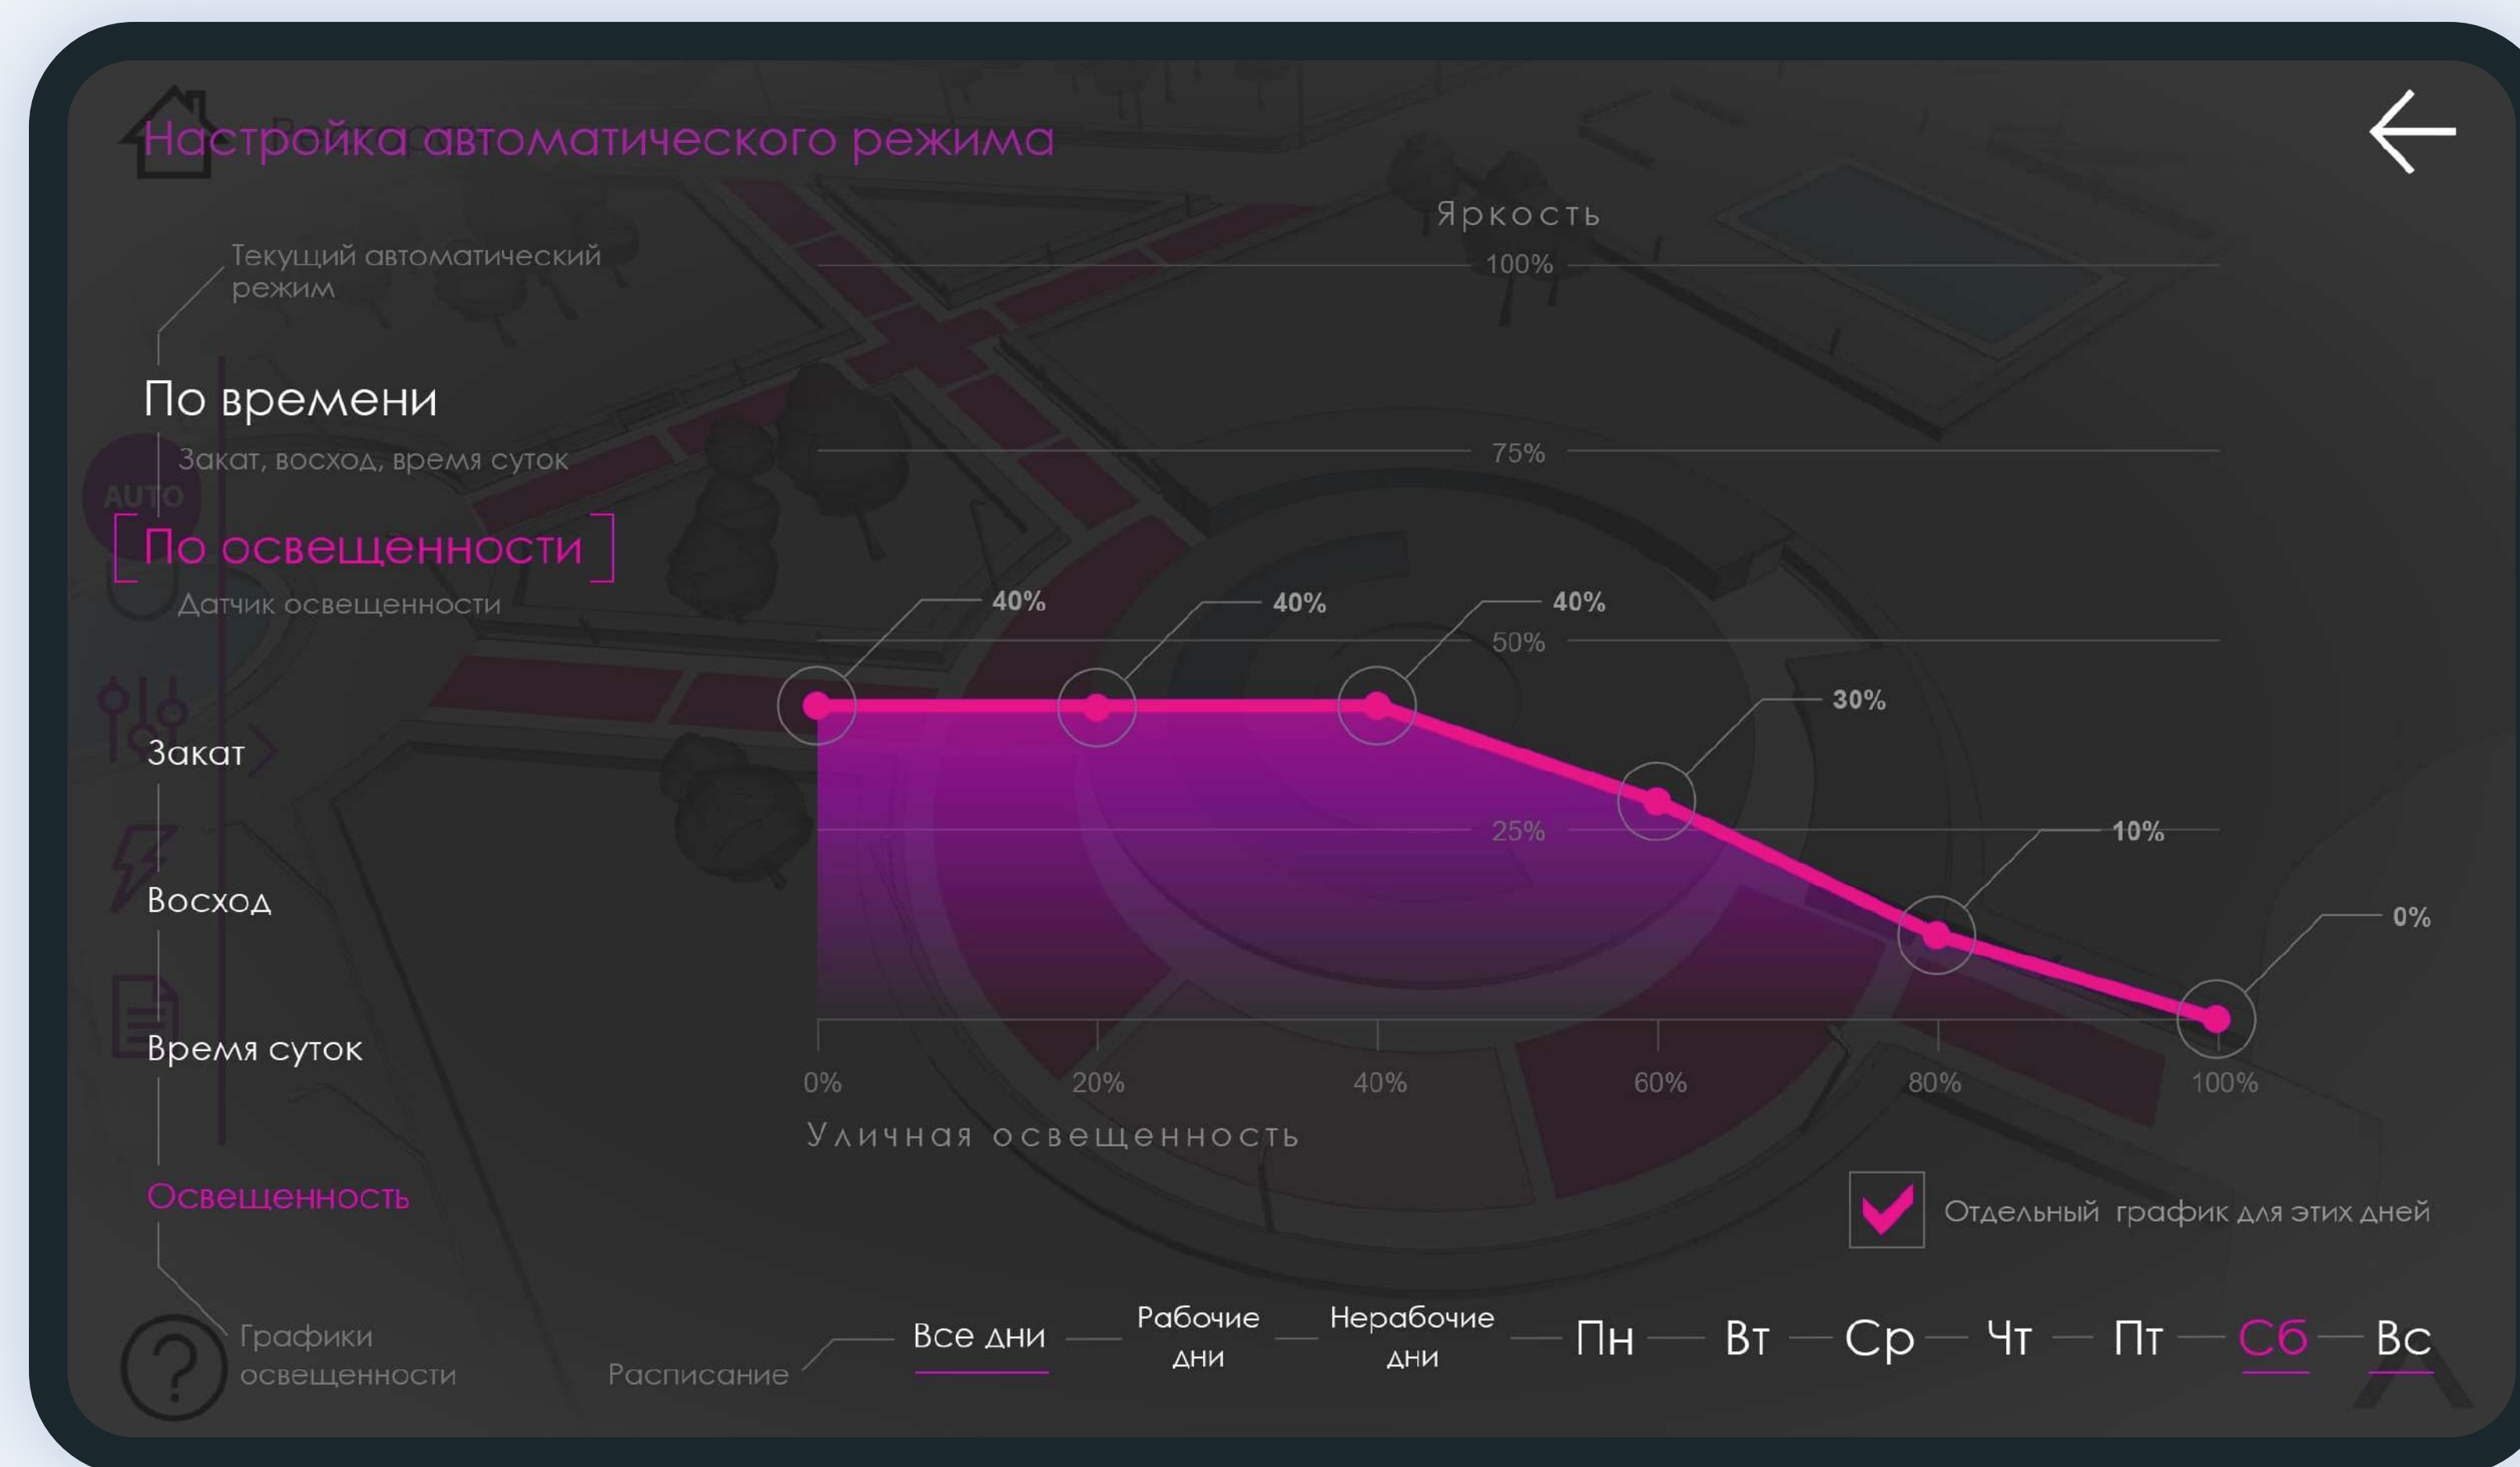 Настройка автоматического режима
Текущий автоматический
режим
По времени
Закат, восход, время суток
AUTO
По освещенности
Датчик освещенности
Закат
Восход
Время суток
Освещенность
Графики
освещенности
Яркость
100%
75%
50%
25%
40%
40%
40%
30%
10%
0%
0%
20%
40%
60%
80%
100%
Уличная освещенность
Отдельный график для этих дней
Расписание
Все дни
Рабочие
дни
Нерабочие
дни
Пн
Вт
Ср
Чт
Пт
Сб
Вс
?